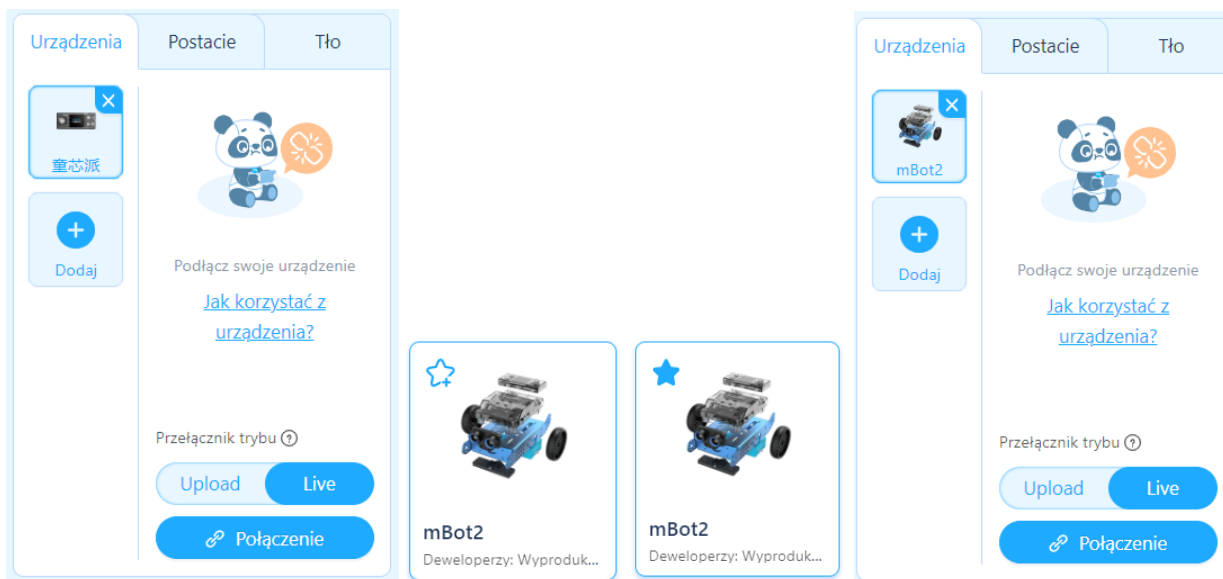 Urządzenia Postacie Tło
童芯派
Dodaj
Podłącz swoje urządzenie
Jak korzystać z
urządzenia?
Przełącznik trybu ?
Upload Live
Połączenie
mBot2
Deweloperzy: Wyproduk...
mBot2
Deweloperzy: Wyproduk...
Urządzenia Postacie Tło
mBot2
Dodaj
Podłącz swoje urządzenie
Jak korzystać z
urządzenia?
Przełącznik trybu ?
Upload Live
Połączenie